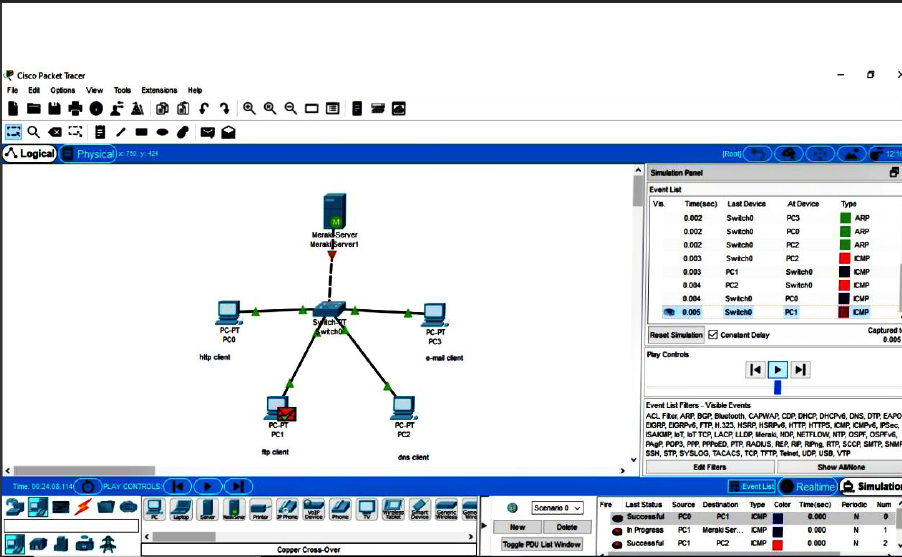 Cisco Packet Tracer
File Edit Options View Tools Extensions Help
Logical Physical x: 750, y: 424 [Root]
Simulation Panel
Event List
Vis. Time(sec) Last Device At Device Type
0.002 Switch0 PC3 ARP
0.002 Switch0 PC0 ARP
0.002 Switch0 PC2 ARP
0.003 Switch0 PC2 ICMP
0.003 PC1 Switch0 ICMP
0.004 PC2 Switch0 ICMP
0.004 Switch0 PC0 ICMP
0.005 Switch0 PC1 ICMP
Reset Simulation Constant Delay Captured to
0.005
Play Controls
Event List Filters - Visible Events
ACL Filter, ARP, BGP, Bluetooth, CAPWAP, CDP, DHCP, DHCPv6, DNS, DTP, EAPO
EIGRP, EIGRPv6, FTP, H.323, HSRP, HSRPv6, HTTP, HTTPS, ICMP, ICMPv6, IPSec,
ISAKMP, IoT, IoT TCP, LACP, LLDP, Meraki, NDP, NETFLOW, NTP, OSPF, OSPFv6,
PAgP, POP3, PPP, PPPoED, PTP, RADIUS, REP, RIP, RIPng, RTP, SCCP, SMTP, SNM
SSH, STP, SYSLOG, TACACS, TCP, TFTP, Telnet, UDP, USB, VTP
Edit Filters Show All/None
Meraki-Server
Meraki Server1
Switch-PT
Switch0
PC-PT
PC0
http client
PC-PT
PC3
e-mail client
PC-PT
PC1
ftp client
PC-PT
PC2
dns client
Time: 00:24:08.114 PLAY CONTROLS: Event List Realtime Simulation
PC Laptop Server Printer IP Phone VoIP Device Phone TV Wireless Tablet Smart Device Generic Wireless Generic
Copper Cross-Over
Scenario 0
New Delete
Toggle PDU List Window
Fire Last Status Source Destination Type Color Time(sec) Periodic Num
Successful PC0 PC1 ICMP 0.000 N 0
In Progress PC1 Meraki Ser... ICMP 0.000 N 1
Successful PC1 PC2 ICMP 0.000 N 2